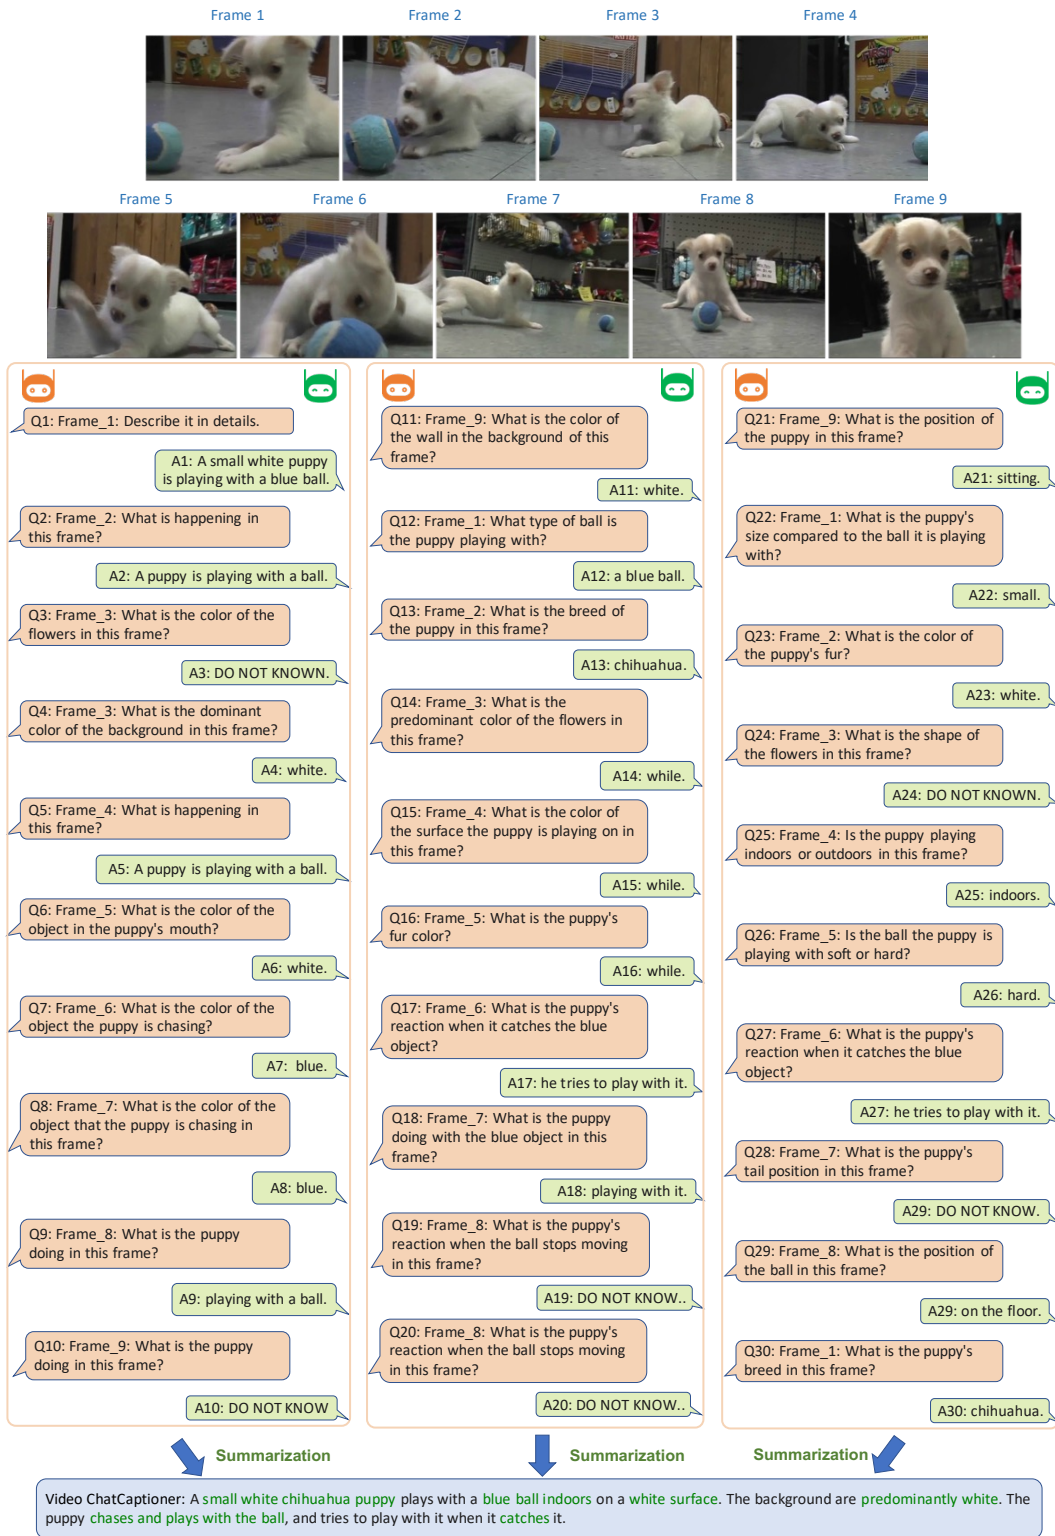 Frame 1
Frame 2
Frame 3
Frame 4
Frame 5
Frame 6
Frame 7
Frame 8
Frame 9
Q1: Frame_1: Describe it in details.
A1: A small white puppy
is playing with a blue ball.
Q2: Frame_2: What is happening in
this frame?
A2: A puppy is playing with a ball.
Q3: Frame_3: What is the color of the
flowers in this frame?
A3: DO NOT KNOWN.
Q4: Frame_3: What is the dominant
color of the background in this frame?
A4: white.
Q5: Frame_4: What is happening in
this frame?
A5: A puppy is playing with a ball.
Q6: Frame_5: What is the color of the
object in the puppy's mouth?
A6: white.
Q7: Frame_6: What is the color of the
object the puppy is chasing?
A7: blue.
Q8: Frame_7: What is the color of the
object that the puppy is chasing in
this frame?
A8: blue.
Q9: Frame_8: What is the puppy
doing in this frame?
A9: playing with a ball.
Q10: Frame_9: What is the puppy
doing in this frame?
A10: DO NOT KNOW
Q11: Frame_9: What is the color of
the wall in the background of this
frame?
A11: white.
Q12: Frame_1: What type of ball is
the puppy playing with?
A12: a blue ball.
Q13: Frame_2: What is the breed of
the puppy in this frame?
A13: chihuahua.
Q14: Frame_3: What is the
predominant color of the flowers in
this frame?
A14: while.
Q15: Frame_4: What is the color of
the surface the puppy is playing on in
this frame?
A15: while.
Q16: Frame_5: What is the puppy's
fur color?
A16: while.
Q17: Frame_6: What is the puppy's
reaction when it catches the blue
object?
A17: he tries to play with it.
Q18: Frame_7: What is the puppy
doing with the blue object in this
frame?
A18: playing with it.
Q19: Frame_8: What is the puppy's
reaction when the ball stops moving
in this frame?
A19: DO NOT KNOW..
Q20: Frame_8: What is the puppy's
reaction when the ball stops moving
in this frame?
A20: DO NOT KNOW..
Q21: Frame_9: What is the position of
the puppy in this frame?
A21: sitting.
Q22: Frame_1: What is the puppy's
size compared to the ball it is playing
with?
A22: small.
Q23: Frame_2: What is the color of
the puppy's fur?
A23: white.
Q24: Frame_3: What is the shape of
the flowers in this frame?
A24: DO NOT KNOWN.
Q25: Frame_4: Is the puppy playing
indoors or outdoors in this frame?
A25: indoors.
Q26: Frame_5: Is the ball the puppy is
playing with soft or hard?
A26: hard.
Q27: Frame_6: What is the puppy's
reaction when it catches the blue
object?
A27: he tries to play with it.
Q28: Frame_7: What is the puppy's
tail position in this frame?
A29: DO NOT KNOW.
Q29: Frame_8: What is the position of
the ball in this frame?
A29: on the floor.
Q30: Frame_1: What is the puppy's
breed in this frame?
A30: chihuahua.
Summarization
Summarization
Summarization
Video ChatCaptioner: A small white chihuahua puppy plays with a blue ball indoors on a white surface. The background are predominantly white. The
puppy chases and plays with the ball, and tries to play with it when it catches it.